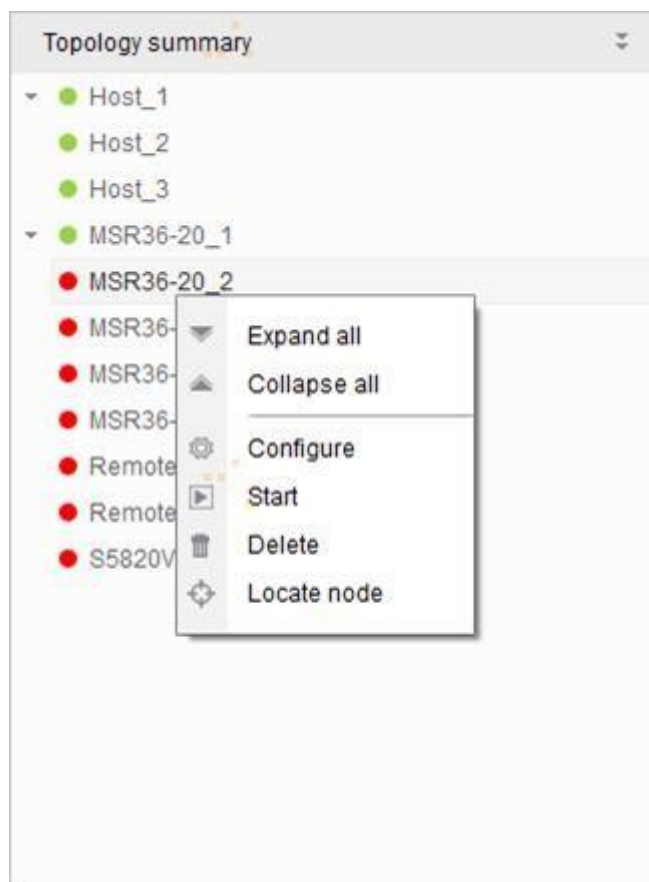 Topology summary
Host_1
Host_2
Host_3
MSR36-20_1
MSR36-20_2
MSR36-
Expand all
MSR36-
Collapse all
MSR36-
Configure
Remote
Start
Remote
Delete
S5820V
Locate node